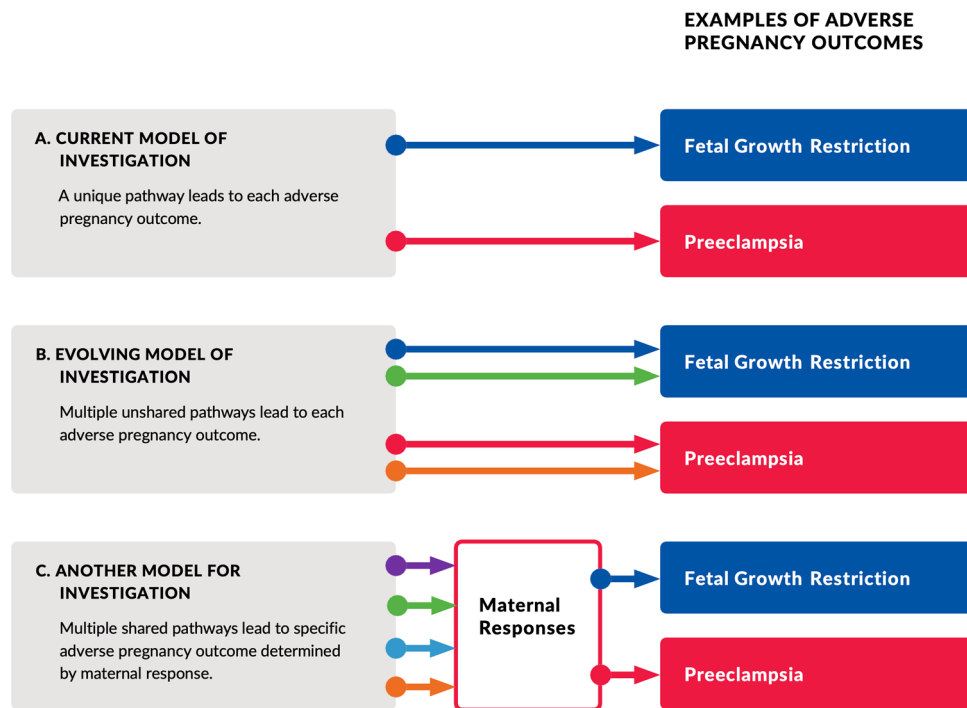 EXAMPLES OF ADVERSE
PREGNANCY OUTCOMES
A. CURRENT MODEL OF
INVESTIGATION
A unique pathway leads to each adverse
pregnancy outcome.
Fetal Growth Restriction
Preeclampsia
B. EVOLVING MODEL OF
INVESTIGATION
Multiple unshared pathways lead to each
adverse pregnancy outcome.
Fetal Growth Restriction
Preeclampsia
C. ANOTHER MODEL FOR
INVESTIGATION
Multiple shared pathways lead to specific
adverse pregnancy outcome determined
by maternal response.
Maternal
Responses
Fetal Growth Restriction
Preeclampsia